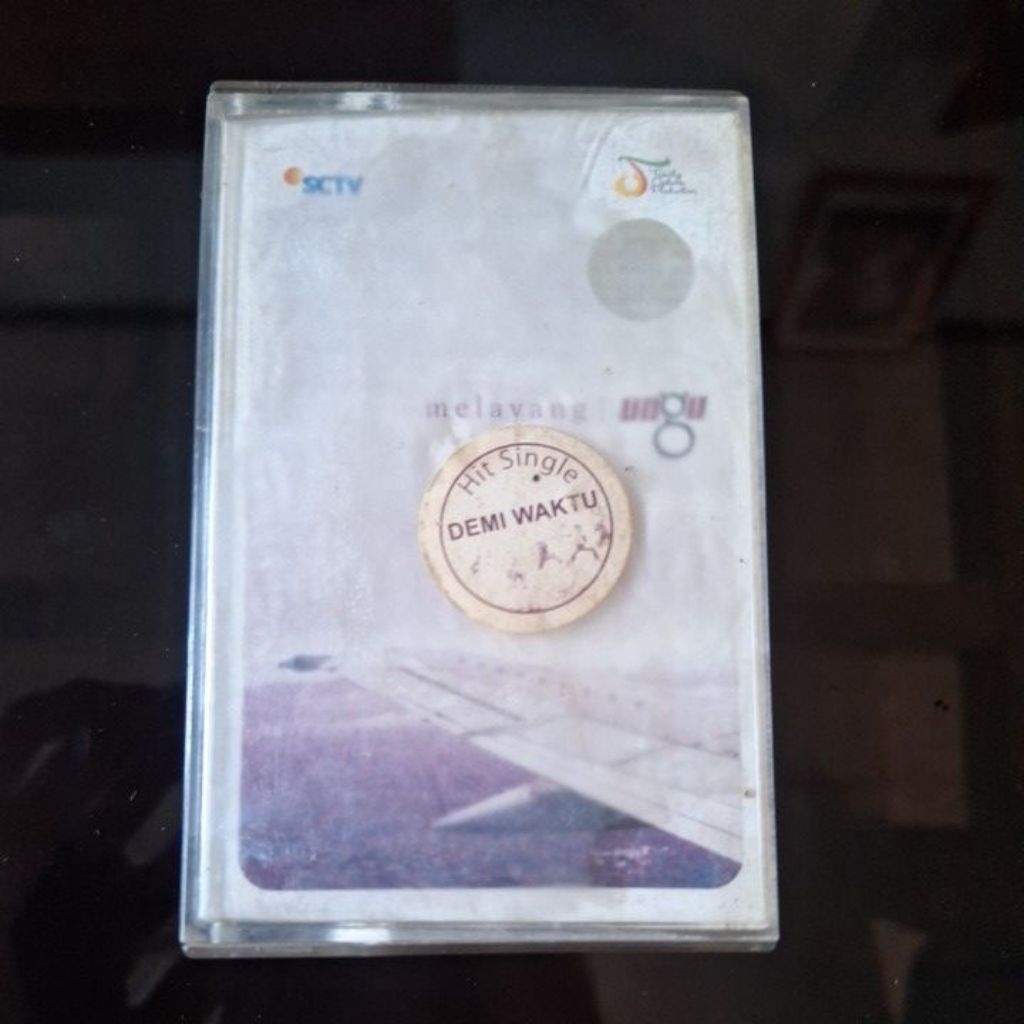 SCTV
melayang | ungu
Hit Single
DEMI WAKTU